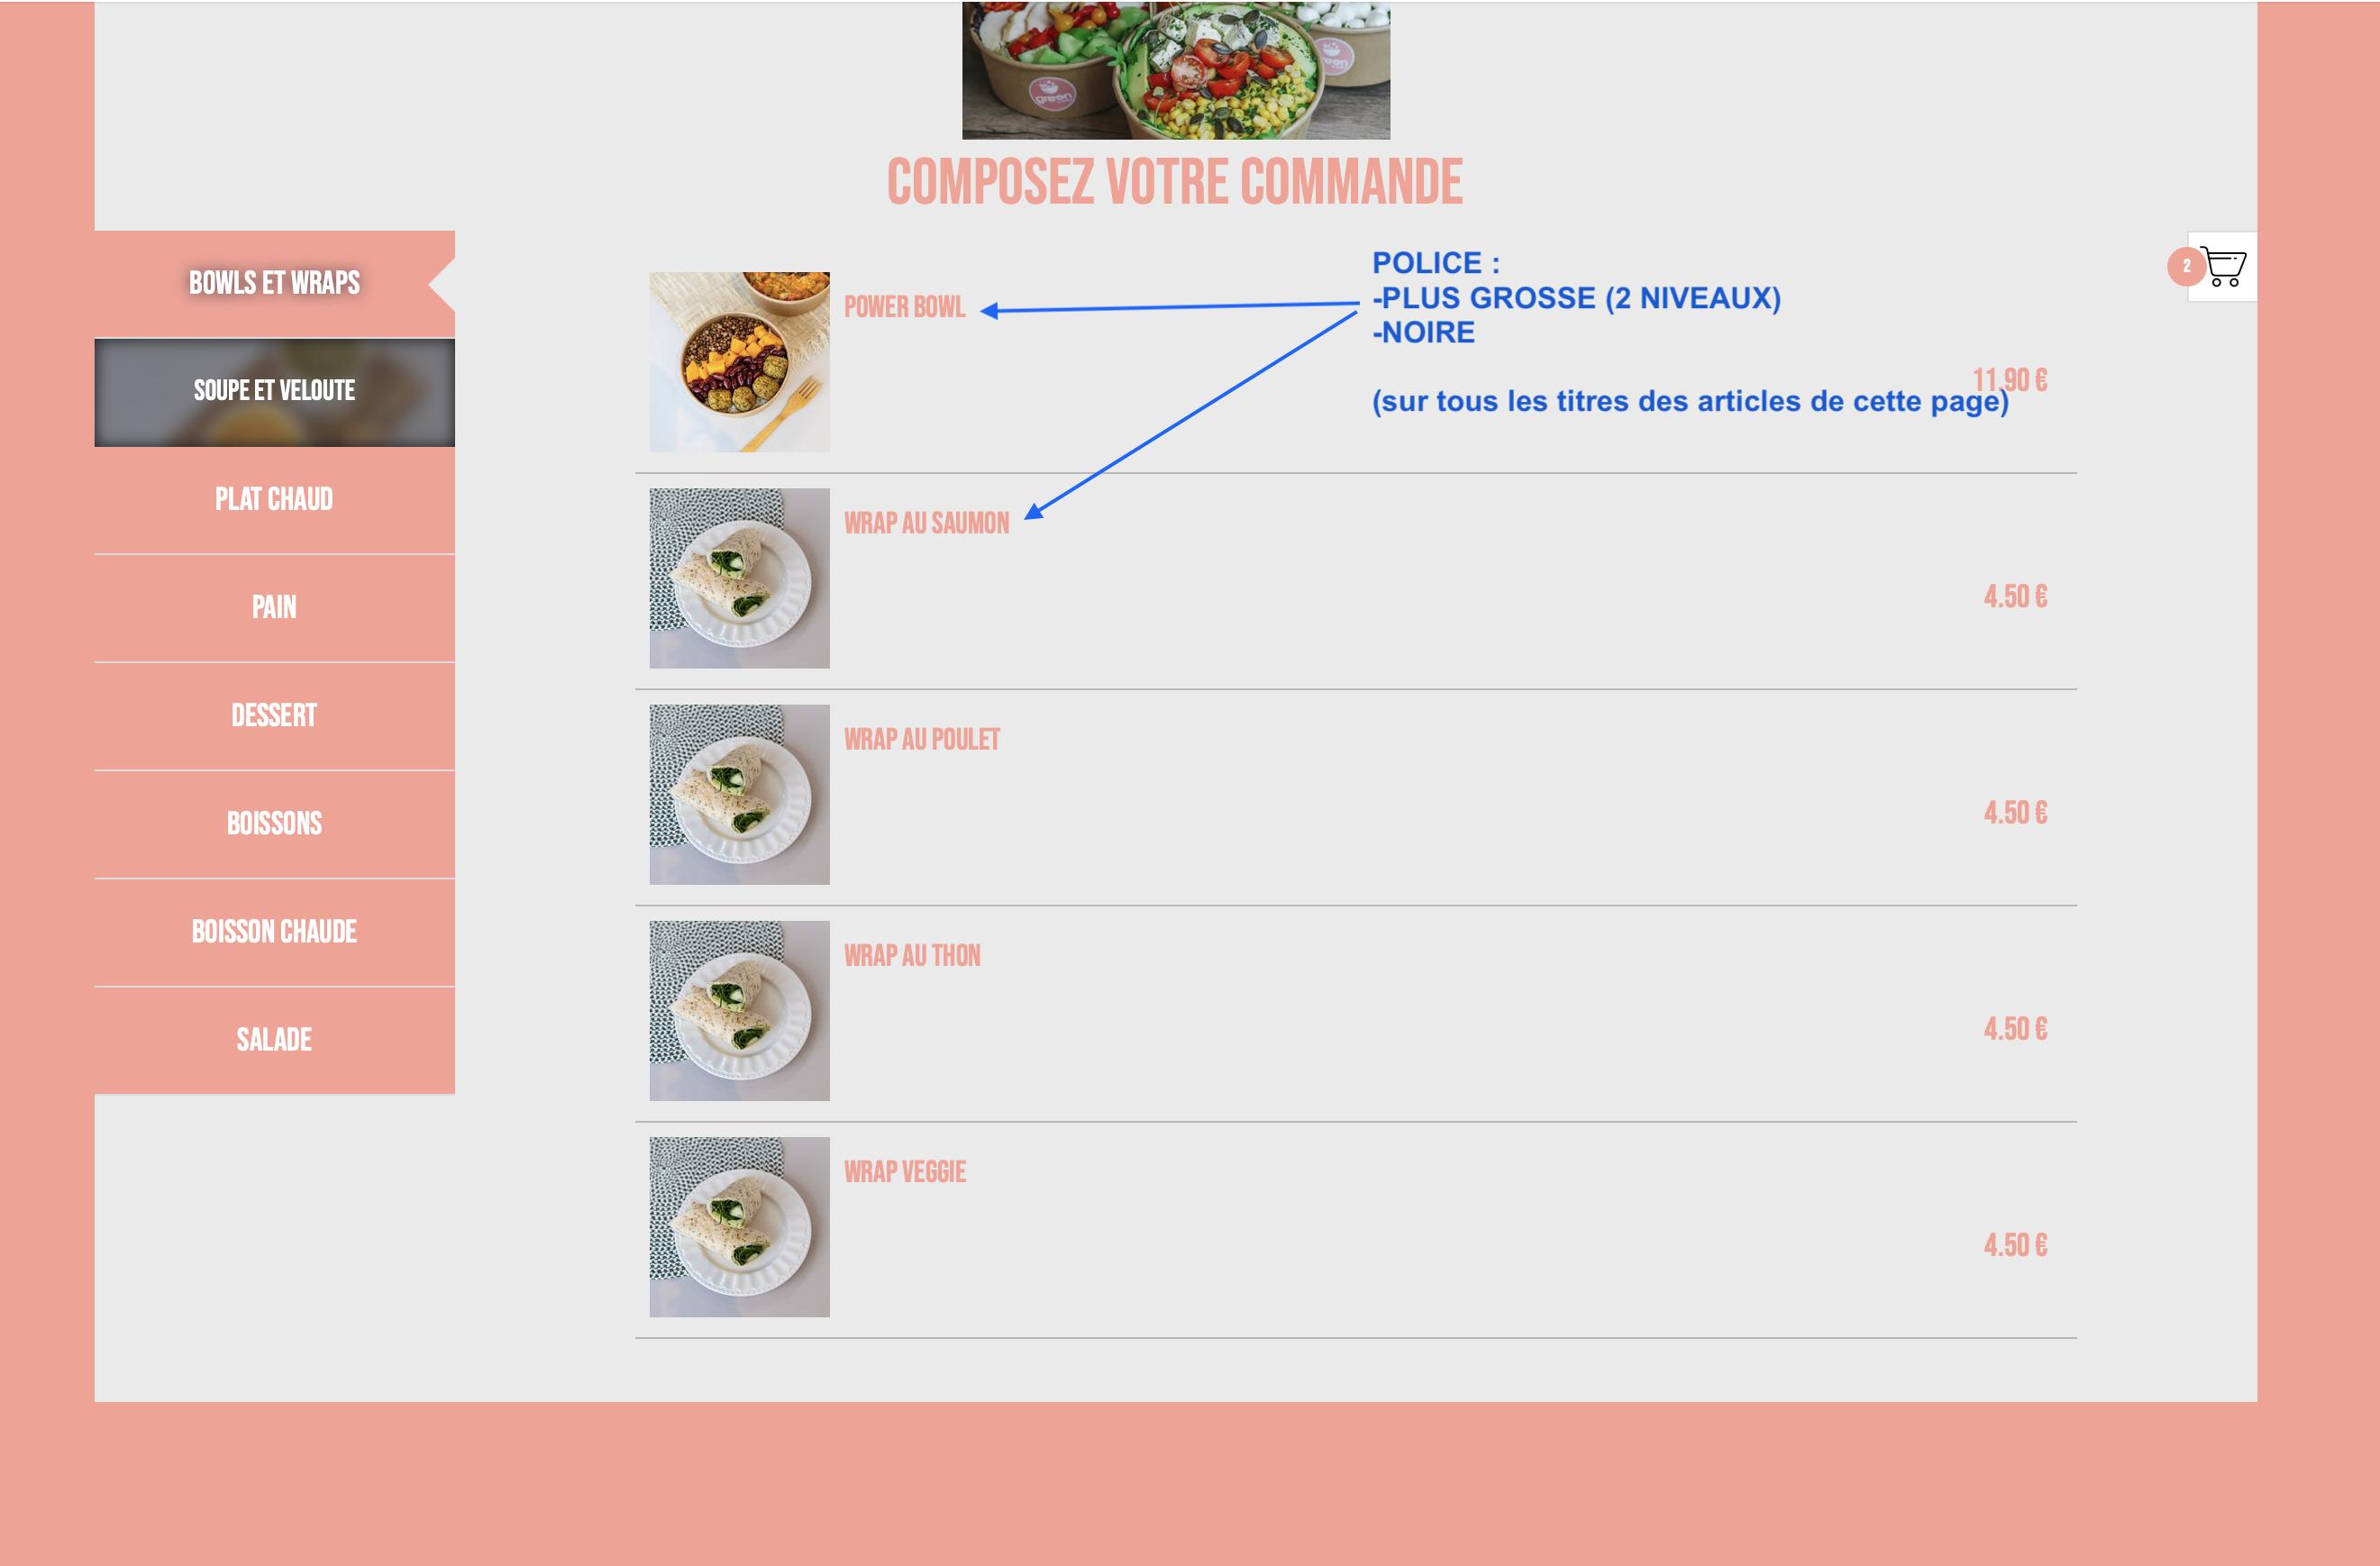 green
green
COMPOSEZ VOTRE COMMANDE
BOWLS ET WRAPS
SOUPE ET VELOUTE
PLAT CHAUD
PAIN
DESSERT
BOISSONS
BOISSON CHAUDE
SALADE
POWER BOWL
POLICE :
-PLUS GROSSE (2 NIVEAUX)
-NOIRE
(sur tous les titres des articles de cette page)
11.90 €
2
WRAP AU SAUMON
4.50 €
WRAP AU POULET
4.50 €
WRAP AU THON
4.50 €
WRAP VEGGIE
4.50 €